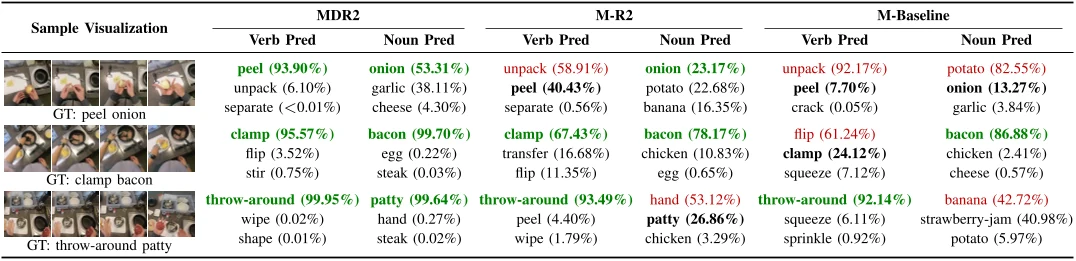 Sample Visualization MDR2 M-R2 M-Baseline
Verb Pred Noun Pred Verb Pred Noun Pred Verb Pred Noun Pred
peel (93.90%) onion (53.31%) unpack (58.91%) onion (23.17%) unpack (92.17%) potato (82.55%)
unpack (6.10%) garlic (38.11%) peel (40.43%) potato (22.68%) peel (7.70%) onion (13.27%)
separate (<0.01%) cheese (4.30%) separate (0.56%) banana (16.35%) crack (0.05%) garlic (3.84%)
GT: peel onion
clamp (95.57%) bacon (99.70%) clamp (67.43%) bacon (78.17%) flip (61.24%) bacon (86.88%)
flip (3.52%) egg (0.22%) transfer (16.68%) chicken (10.83%) clamp (24.12%) chicken (2.41%)
stir (0.75%) steak (0.03%) flip (11.35%) egg (0.65%) squeeze (7.12%) cheese (0.57%)
GT: clamp bacon
throw-around (99.95%) patty (99.64%) throw-around (93.49%) hand (53.12%) throw-around (92.14%) banana (42.72%)
wipe (0.02%) hand (0.27%) peel (4.40%) patty (26.86%) squeeze (6.11%) strawberry-jam (40.98%)
shape (0.01%) steak (0.02%) wipe (1.79%) chicken (3.29%) sprinkle (0.92%) potato (5.97%)
GT: throw-around patty